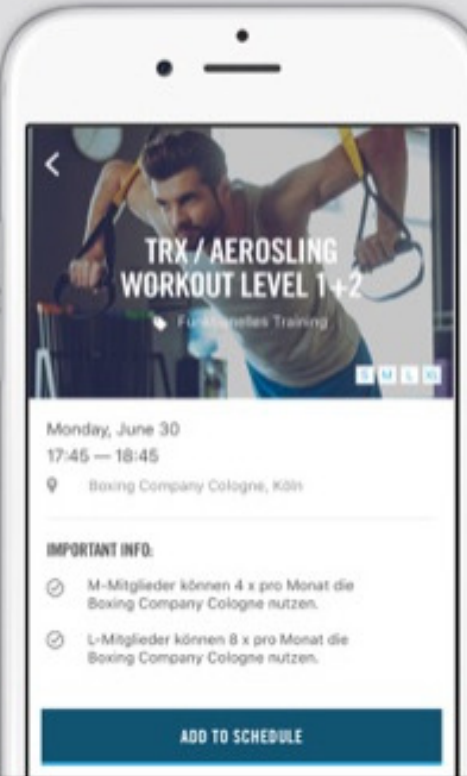 TRX / AEROSLING
WORKOUT LEVEL 1+2
Funktionelles Training
S M L XL
Monday, June 30
17:45 — 18:45
Boxing Company Cologne, Köln
IMPORTANT INFO:
M-Mitglieder können 4 x pro Monat die
Boxing Company Cologne nutzen.
L-Mitglieder können 8 x pro Monat die
Boxing Company Cologne nutzen.
ADD TO SCHEDULE